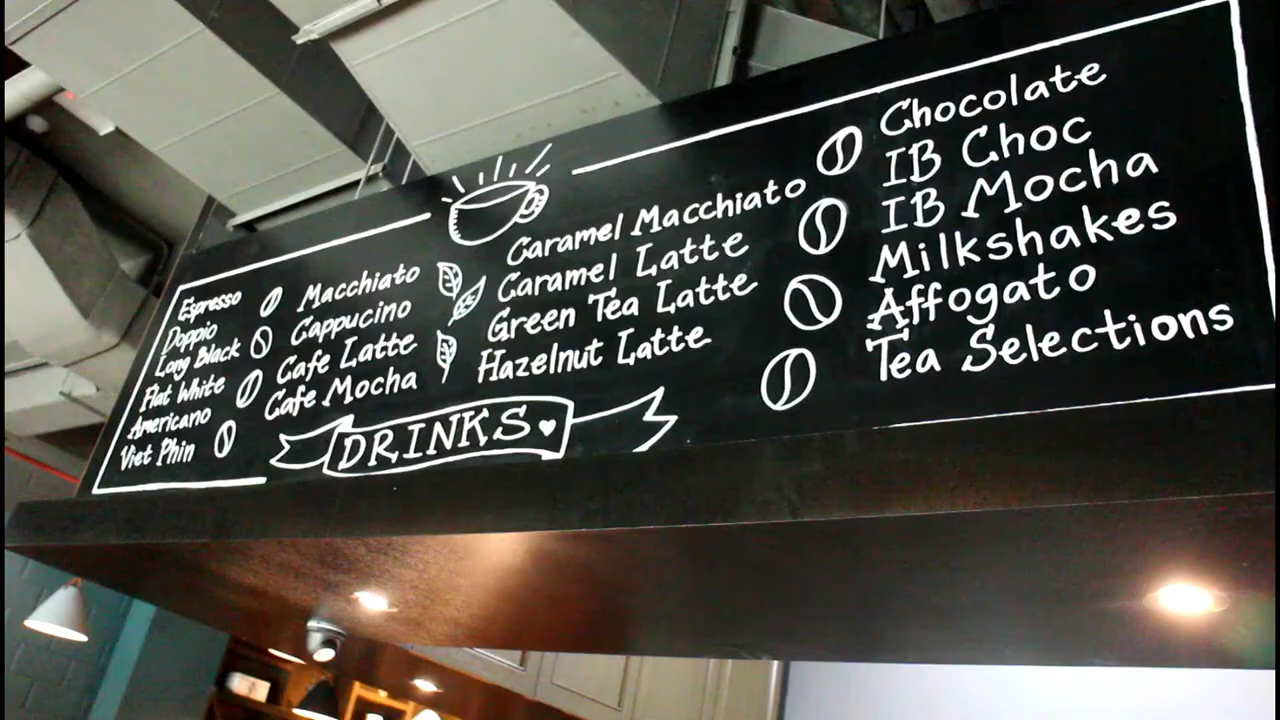 Espresso
Doppio
Long Black
Flat White
Americano
Viet Phin
Macchiato
Cappucino
Cafe Latte
Cafe Mocha
Caramel Macchiato
Caramel Latte
Green Tea Latte
Hazelnut Latte
Chocolate
IB Choc
IB Mocha
Milkshakes
Affogato
Tea Selections
DRINKS